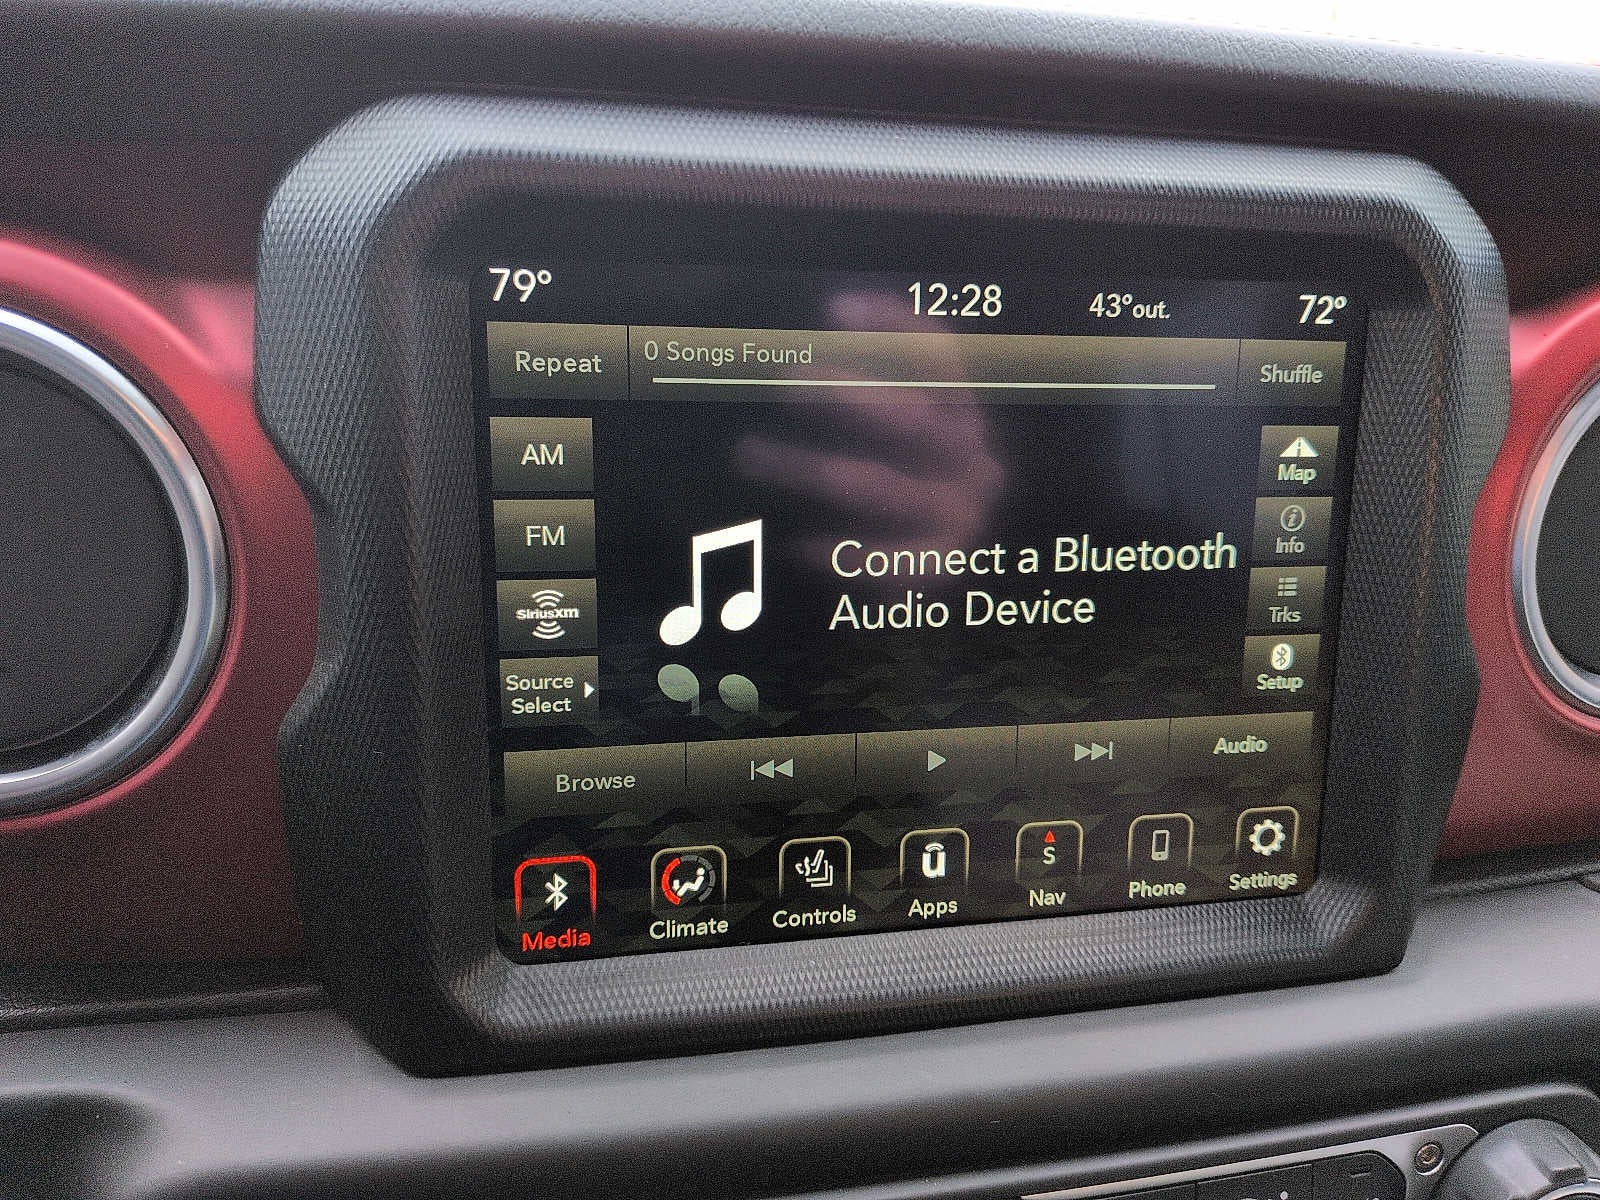 79° 12:28 43°out. 72°
Repeat 0 Songs Found Shuffle
AM
FM
SiriusXM
Source
Select
Connect a Bluetooth
Audio Device
Map
Info
Trks
Setup
Browse Audio
Media Climate Controls Apps Nav Phone Settings
u
S